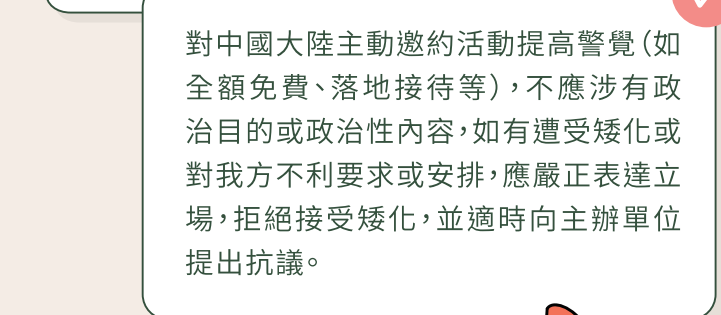 對中國大陸主動邀約活動提高警覺（如
全額免費、落地接待等），不應涉有政
治目的或政治性內容，如有遭受矮化或
對我方不利要求或安排，應嚴正表達立
場，拒絕接受矮化，並適時向主辦單位
提出抗議。